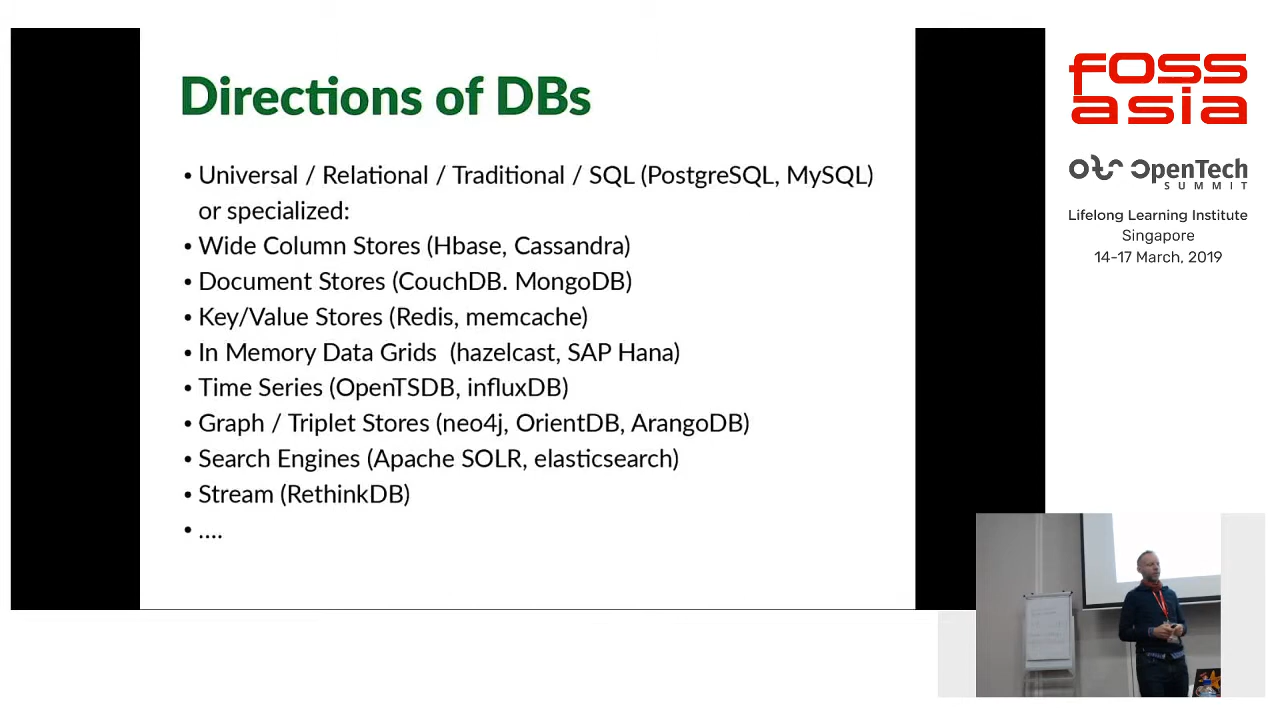 Directions of DBs
• Universal / Relational / Traditional / SQL (PostgreSQL, MySQL)
or specialized:
• Wide Column Stores (Hbase, Cassandra)
• Document Stores (CouchDB. MongoDB)
• Key/Value Stores (Redis, memcache)
• In Memory Data Grids (hazelcast, SAP Hana)
• Time Series (OpenTSDB, influxDB)
• Graph / Triplet Stores (neo4j, OrientDB, ArangoDB)
• Search Engines (Apache SOLR, elasticsearch)
• Stream (RethinkDB)
• ....
foss
asia
OpenTech
SUMMIT
Lifelong Learning Institute
Singapore
14-17 March, 2019